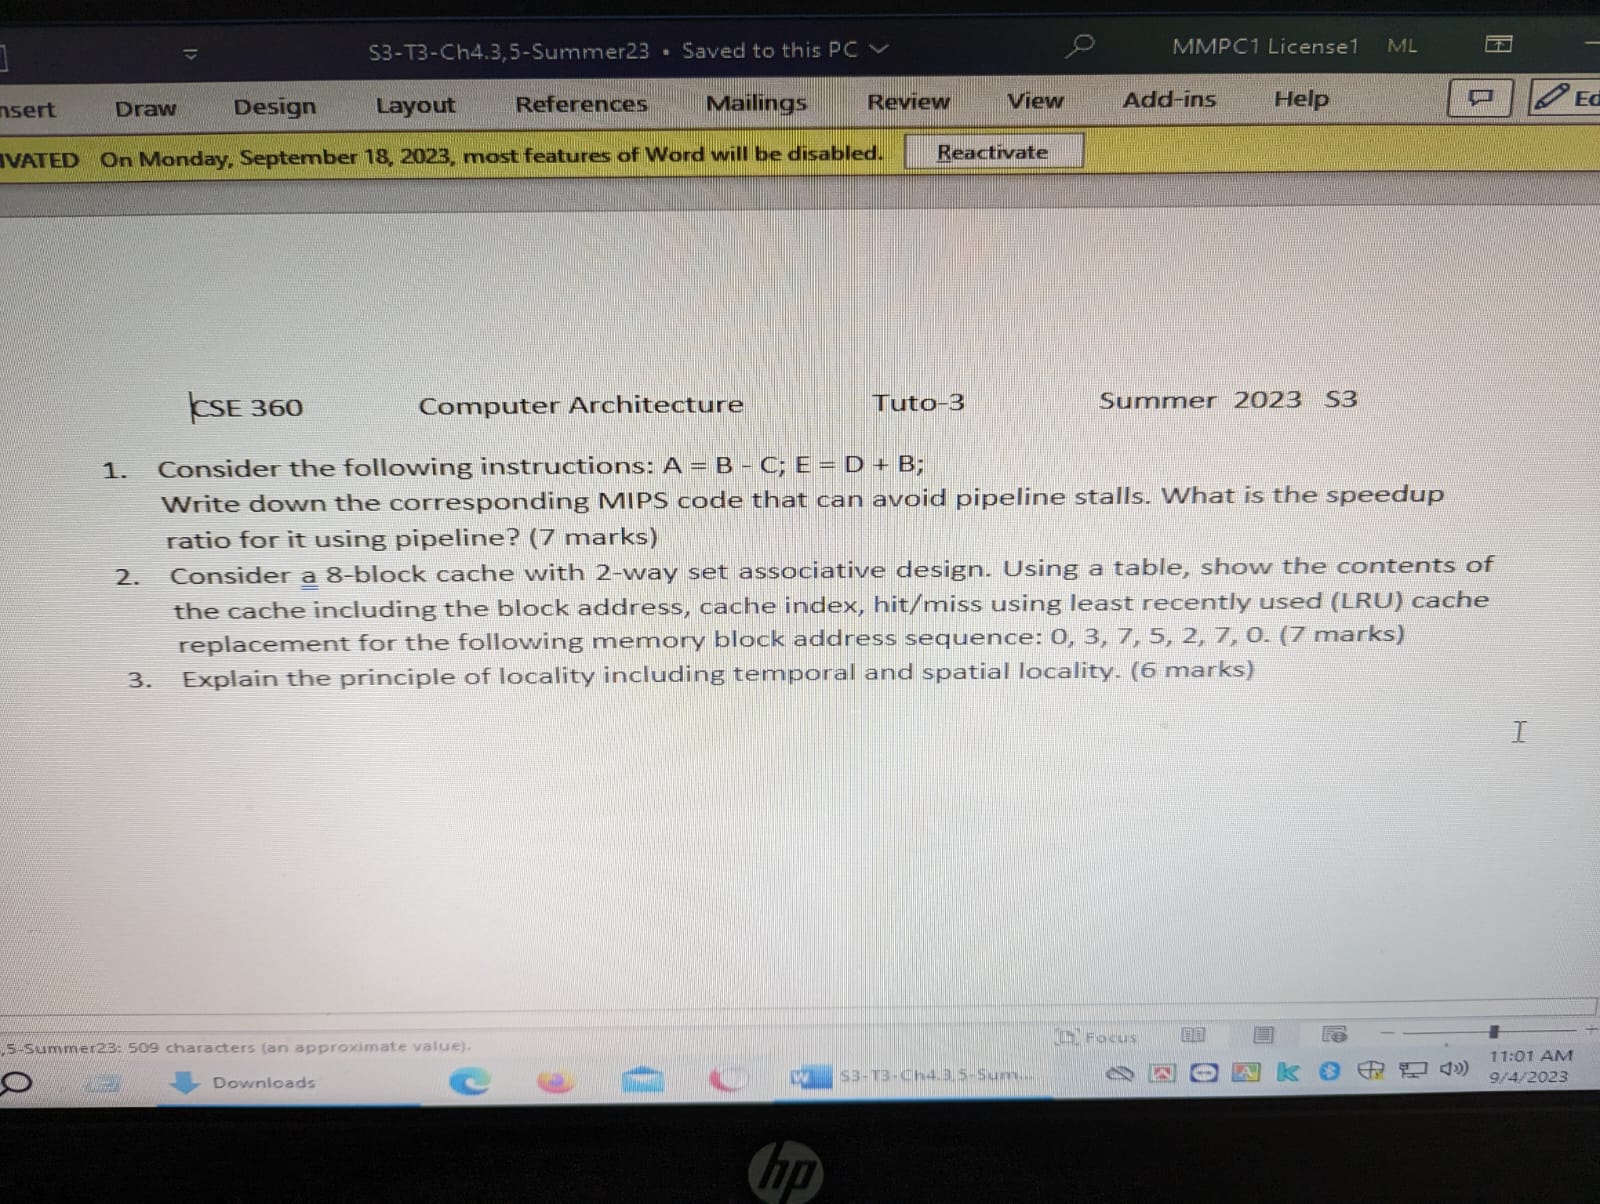 S3-T3-Ch4.3,5-Summer23 • Saved to this PC
MMPC1 License1 ML
nsert Draw Design Layout References Mailings Review View Add-ins Help Ed
IVATED On Monday, September 18, 2023, most features of Word will be disabled. Reactivate
CSE 360 Computer Architecture Tuto-3 Summer 2023 S3
1. Consider the following instructions: A = B - C; E = D + B;
Write down the corresponding MIPS code that can avoid pipeline stalls. What is the speedup
ratio for it using pipeline? (7 marks)
2. Consider a 8-block cache with 2-way set associative design. Using a table, show the contents of
the cache including the block address, cache index, hit/miss using least recently used (LRU) cache
replacement for the following memory block address sequence: 0, 3, 7, 5, 2, 7, 0. (7 marks)
3. Explain the principle of locality including temporal and spatial locality. (6 marks)
,5-Summer23: 509 characters (an approximate value).
Focus
Downloads
S3-T3-Ch4.3,5-Sum...
11:01 AM
9/4/2023
hp